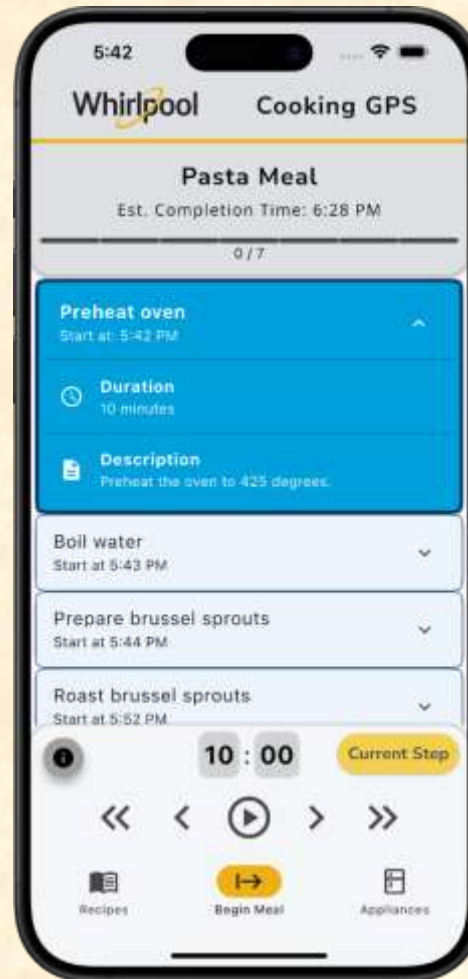 5:42
Whirlpool Cooking GPS
Pasta Meal
Est. Completion Time: 6:28 PM
0 / 7
Preheat oven
Start at: 5:42 PM
Duration
10 minutes
Description
Preheat the oven to 425 degrees.
Boil water
Start at 5:43 PM
Prepare brussel sprouts
Start at 5:44 PM
Roast brussel sprouts
Start at 5:52 PM
10 : 00 Current Step
Recipes Begin Meal Appliances